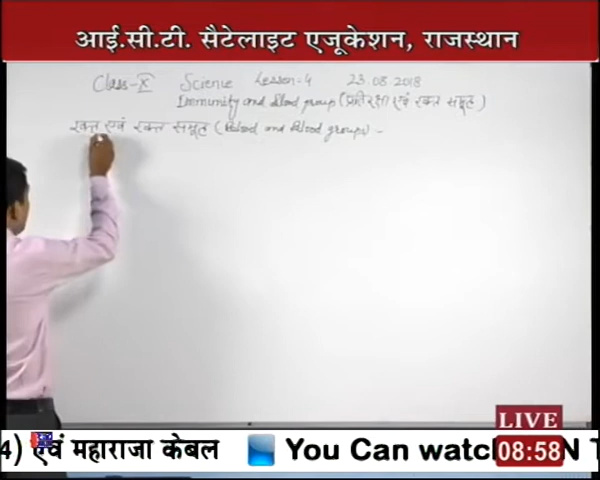 आई.सी.टी. सैटेलाइट एजूकेशन, राजस्थान
Class-X Science Lesson-4 23.08.2018
Immunity and blood group (प्रतिरक्षा एवं रक्त समूह)
रक्त एवं रक्त समूह (Blood and Blood groups) -
LIVE
4) एवं महाराजा केबल You Can watch N T
08:58